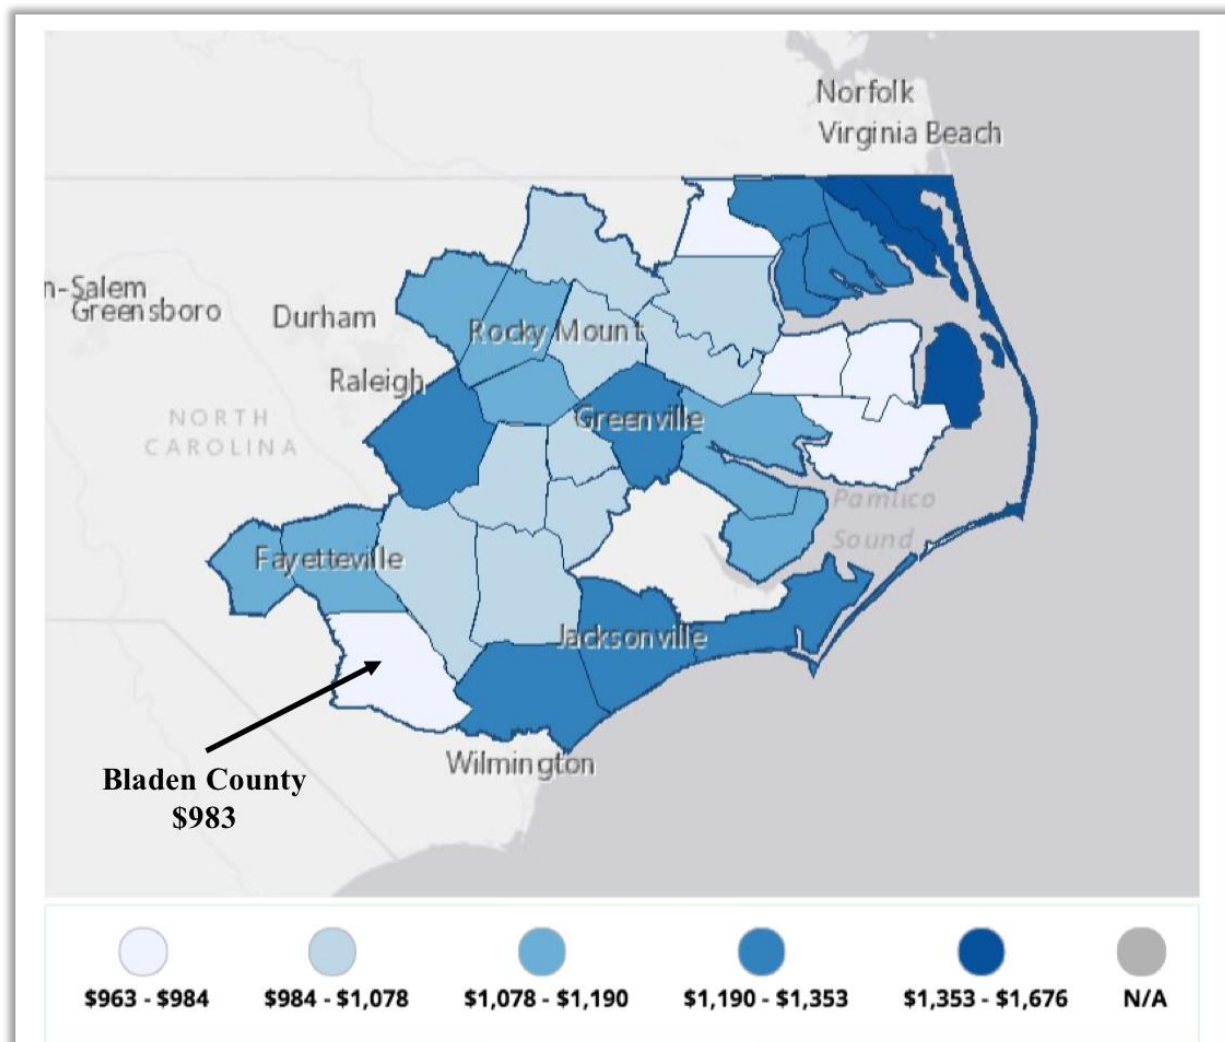 Norfolk
Virginia Beach
n-Salem
Greensboro
Durham
Rocky Mount
Raleigh
NORTH
CAROLINA
Greenville
Pamlico
Sound
Fayetteville
Jacksonville
Wilmington
Bladen County
$983
$963 - $984
$984 - $1,078
$1,078 - $1,190
$1,190 - $1,353
$1,353 - $1,676
N/A